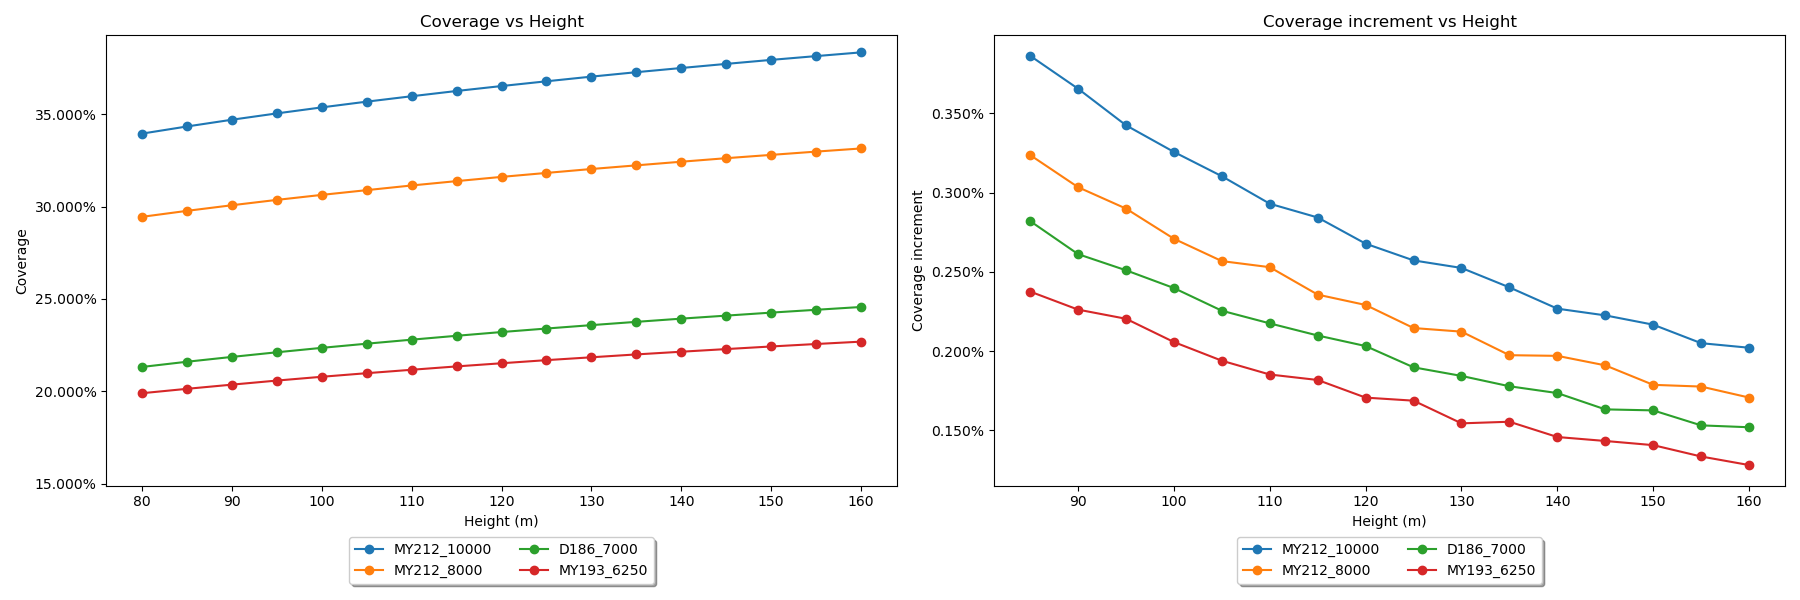 Coverage vs Height
Coverage
35.000%
30.000%
25.000%
20.000%
15.000%
80 90 100 110 120 130 140 150 160
Height (m)
MY212_10000 D186_7000
MY212_8000 MY193_6250
Coverage increment vs Height
Coverage increment
0.350%
0.300%
0.250%
0.200%
0.150%
90 100 110 120 130 140 150 160
Height (m)
MY212_10000 D186_7000
MY212_8000 MY193_6250